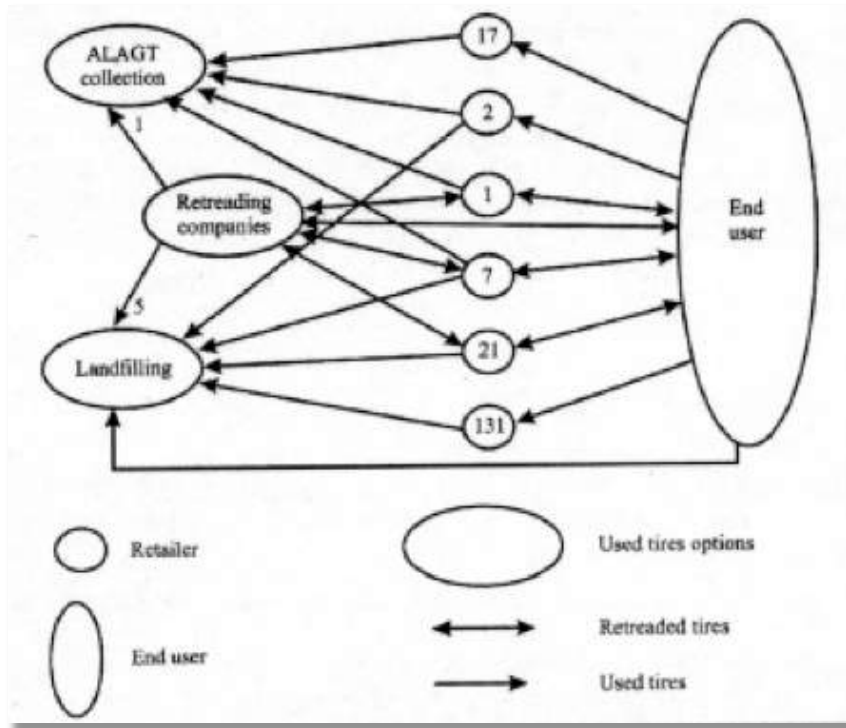 ALAGT
collection
17
2
1
1
Retreading
companies
End
user
7
5
21
Landfilling
131
Retailer
Used tires options
Retreaded tires
End user
Used tires